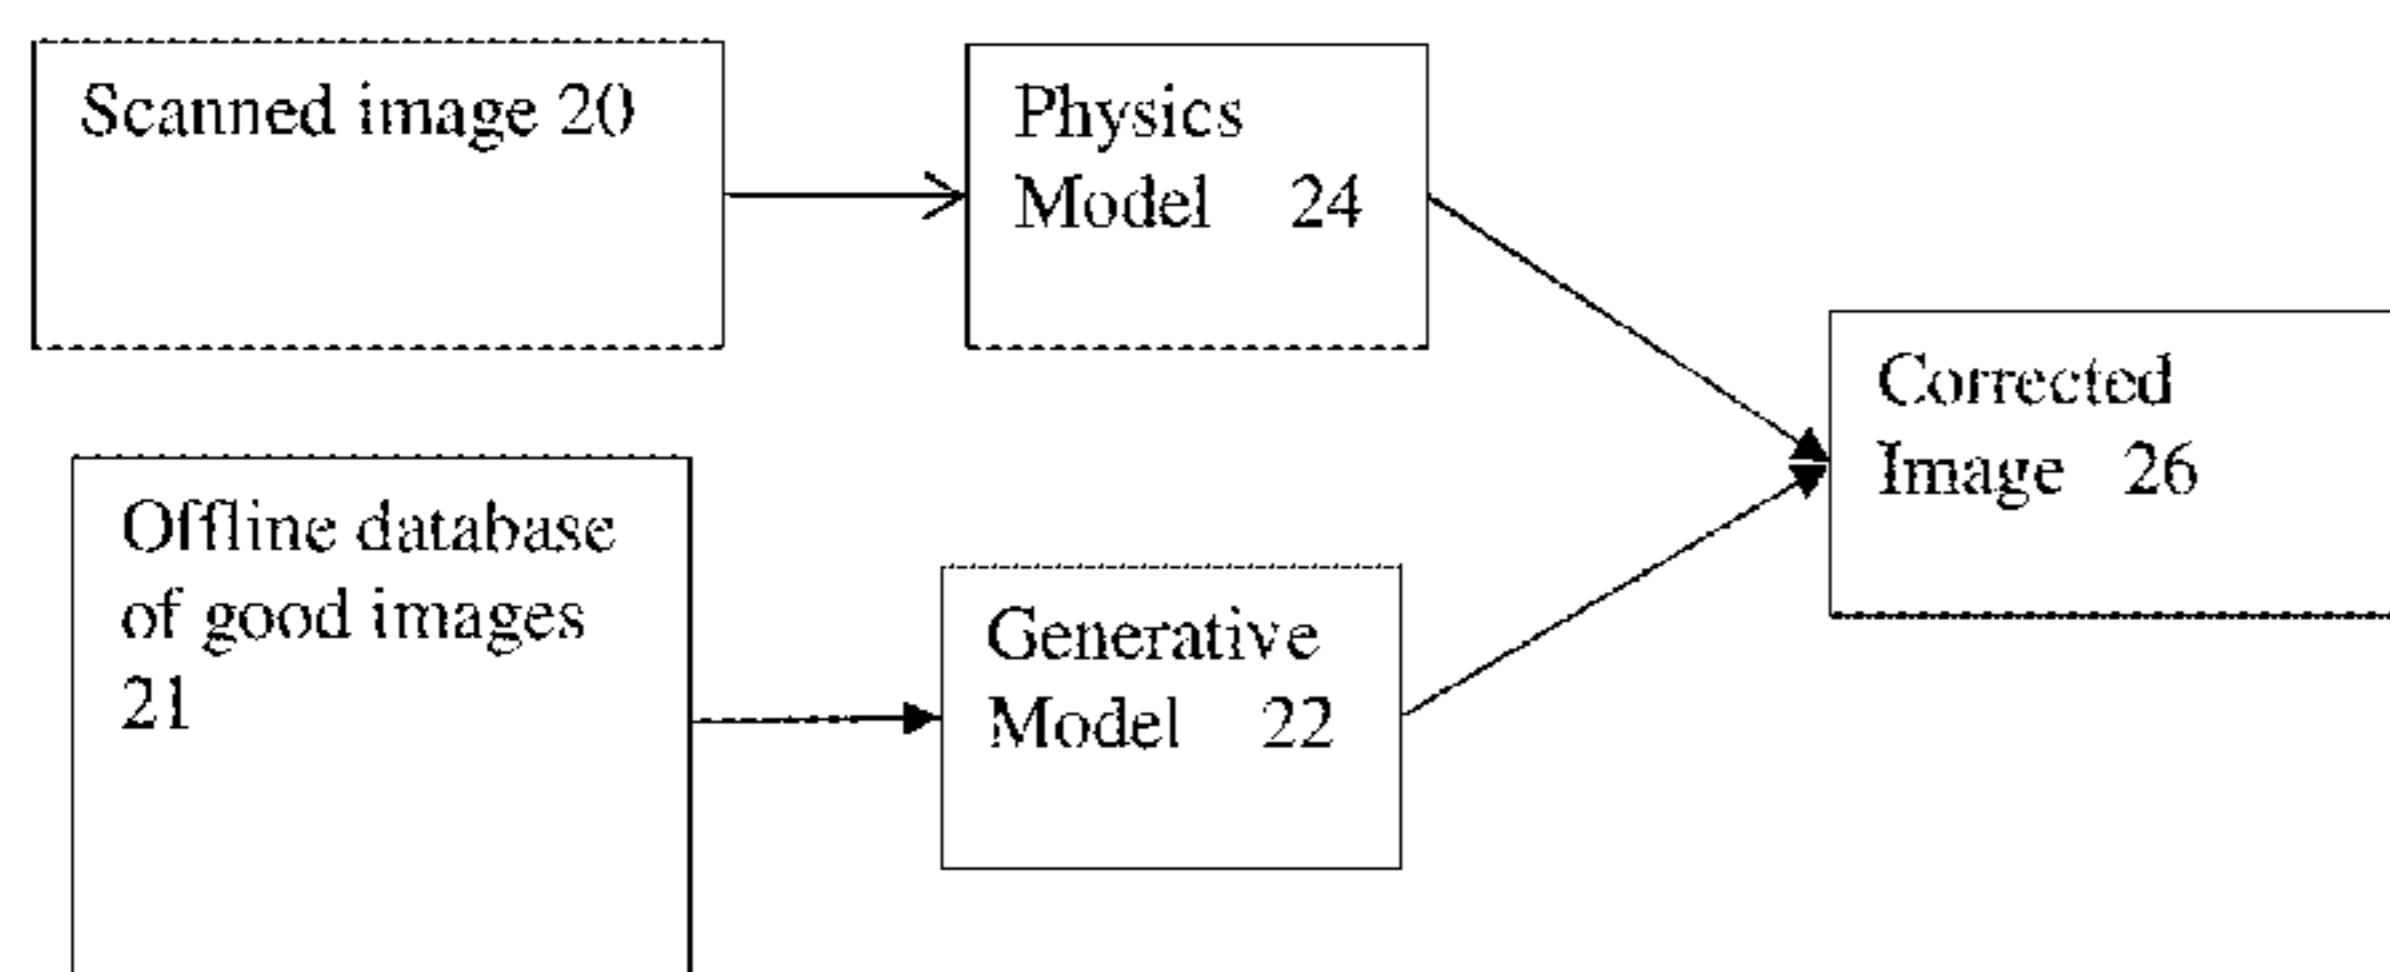 Scanned image 20
Physics
Model 24
Corrected
Image 26
Offline database
of good images
21
Generative
Model 22